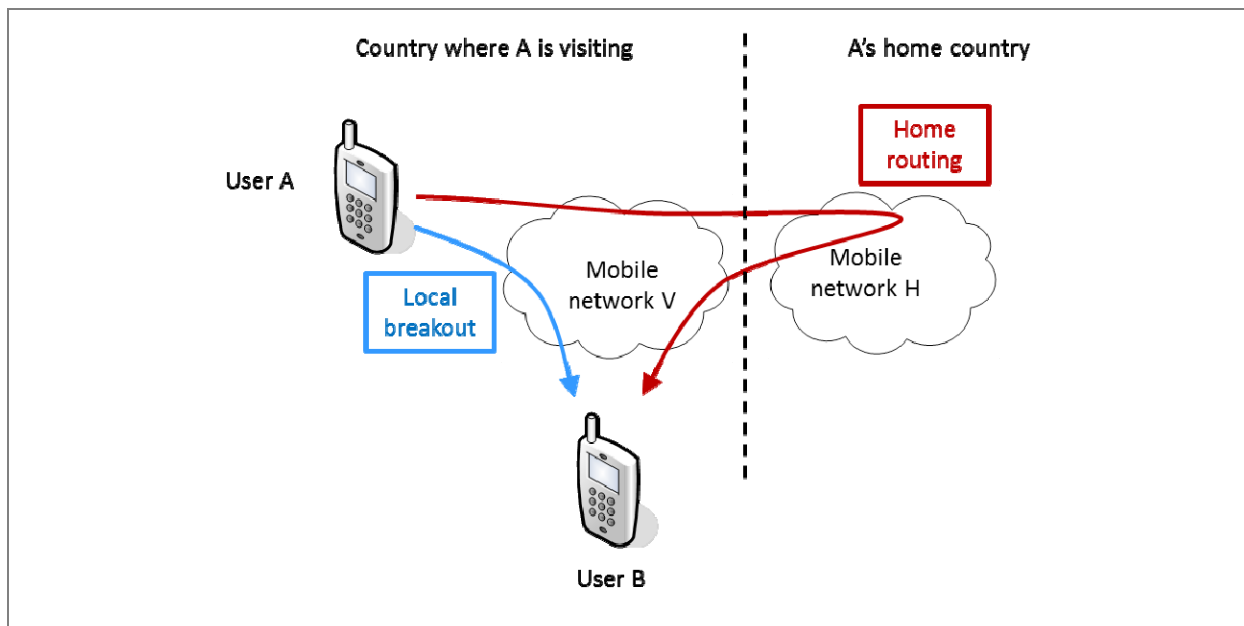 Country where A is visiting
A's home country
Home
routing
User A
Mobile
network V
Mobile
network H
Local
breakout
User B